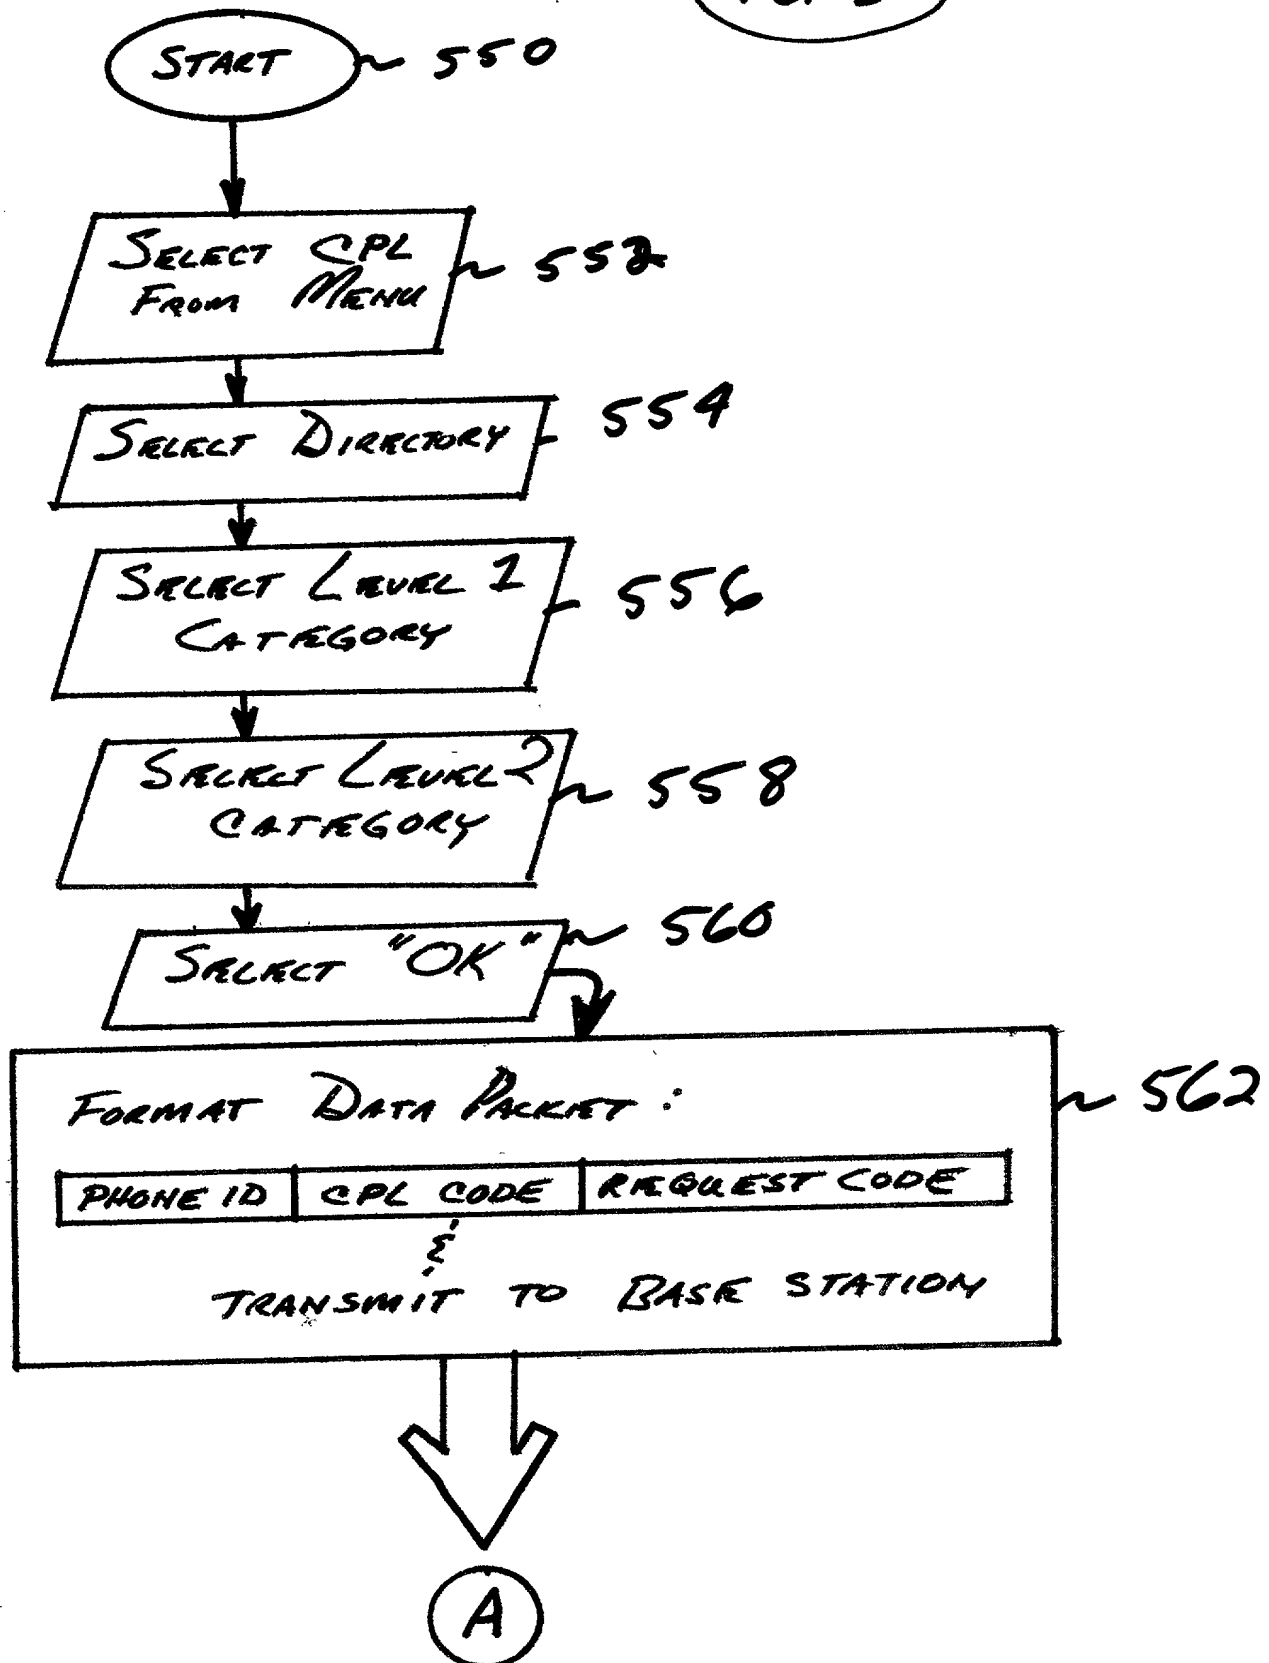 START 550
SELECT CPL 552
FROM MENU
SELECT DIRECTORY 554
SELECT LEVEL 1 556
CATEGORY
SELECT LEVEL 2 558
CATEGORY
SELECT "OK" 560
FORMAT DATA PACKET: 562
PHONE ID CPL CODE REQUEST CODE
&
TRANSMIT TO BASE STATION
A